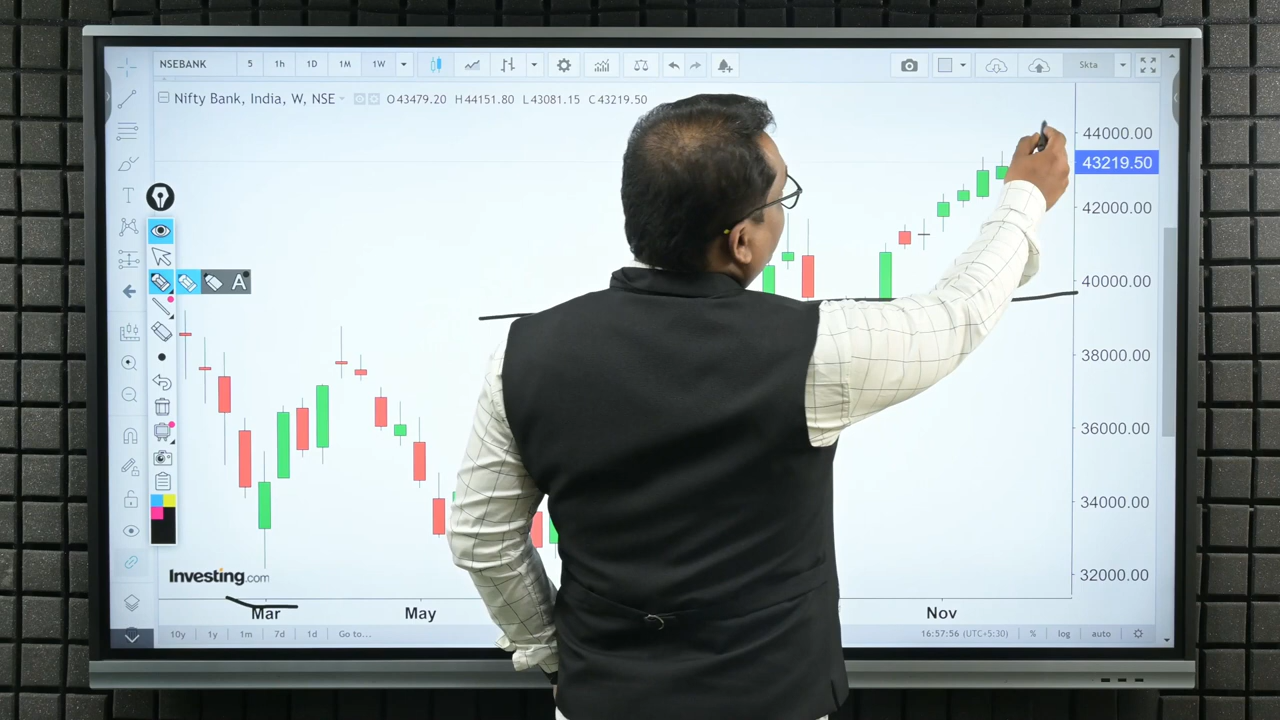 NSEBANK 5 1h 1D 1M 1W Skta
Nifty Bank, India, W, NSE O43479.20 H44151.80 L43081.15 C43219.50
44000.00
43219.50
42000.00
40000.00
38000.00
36000.00
34000.00
32000.00
T
A
Investing.com
Mar May Nov
10y 1y 1m 7d 1d Go to... 16:57:56 (UTC+5:30) % log auto